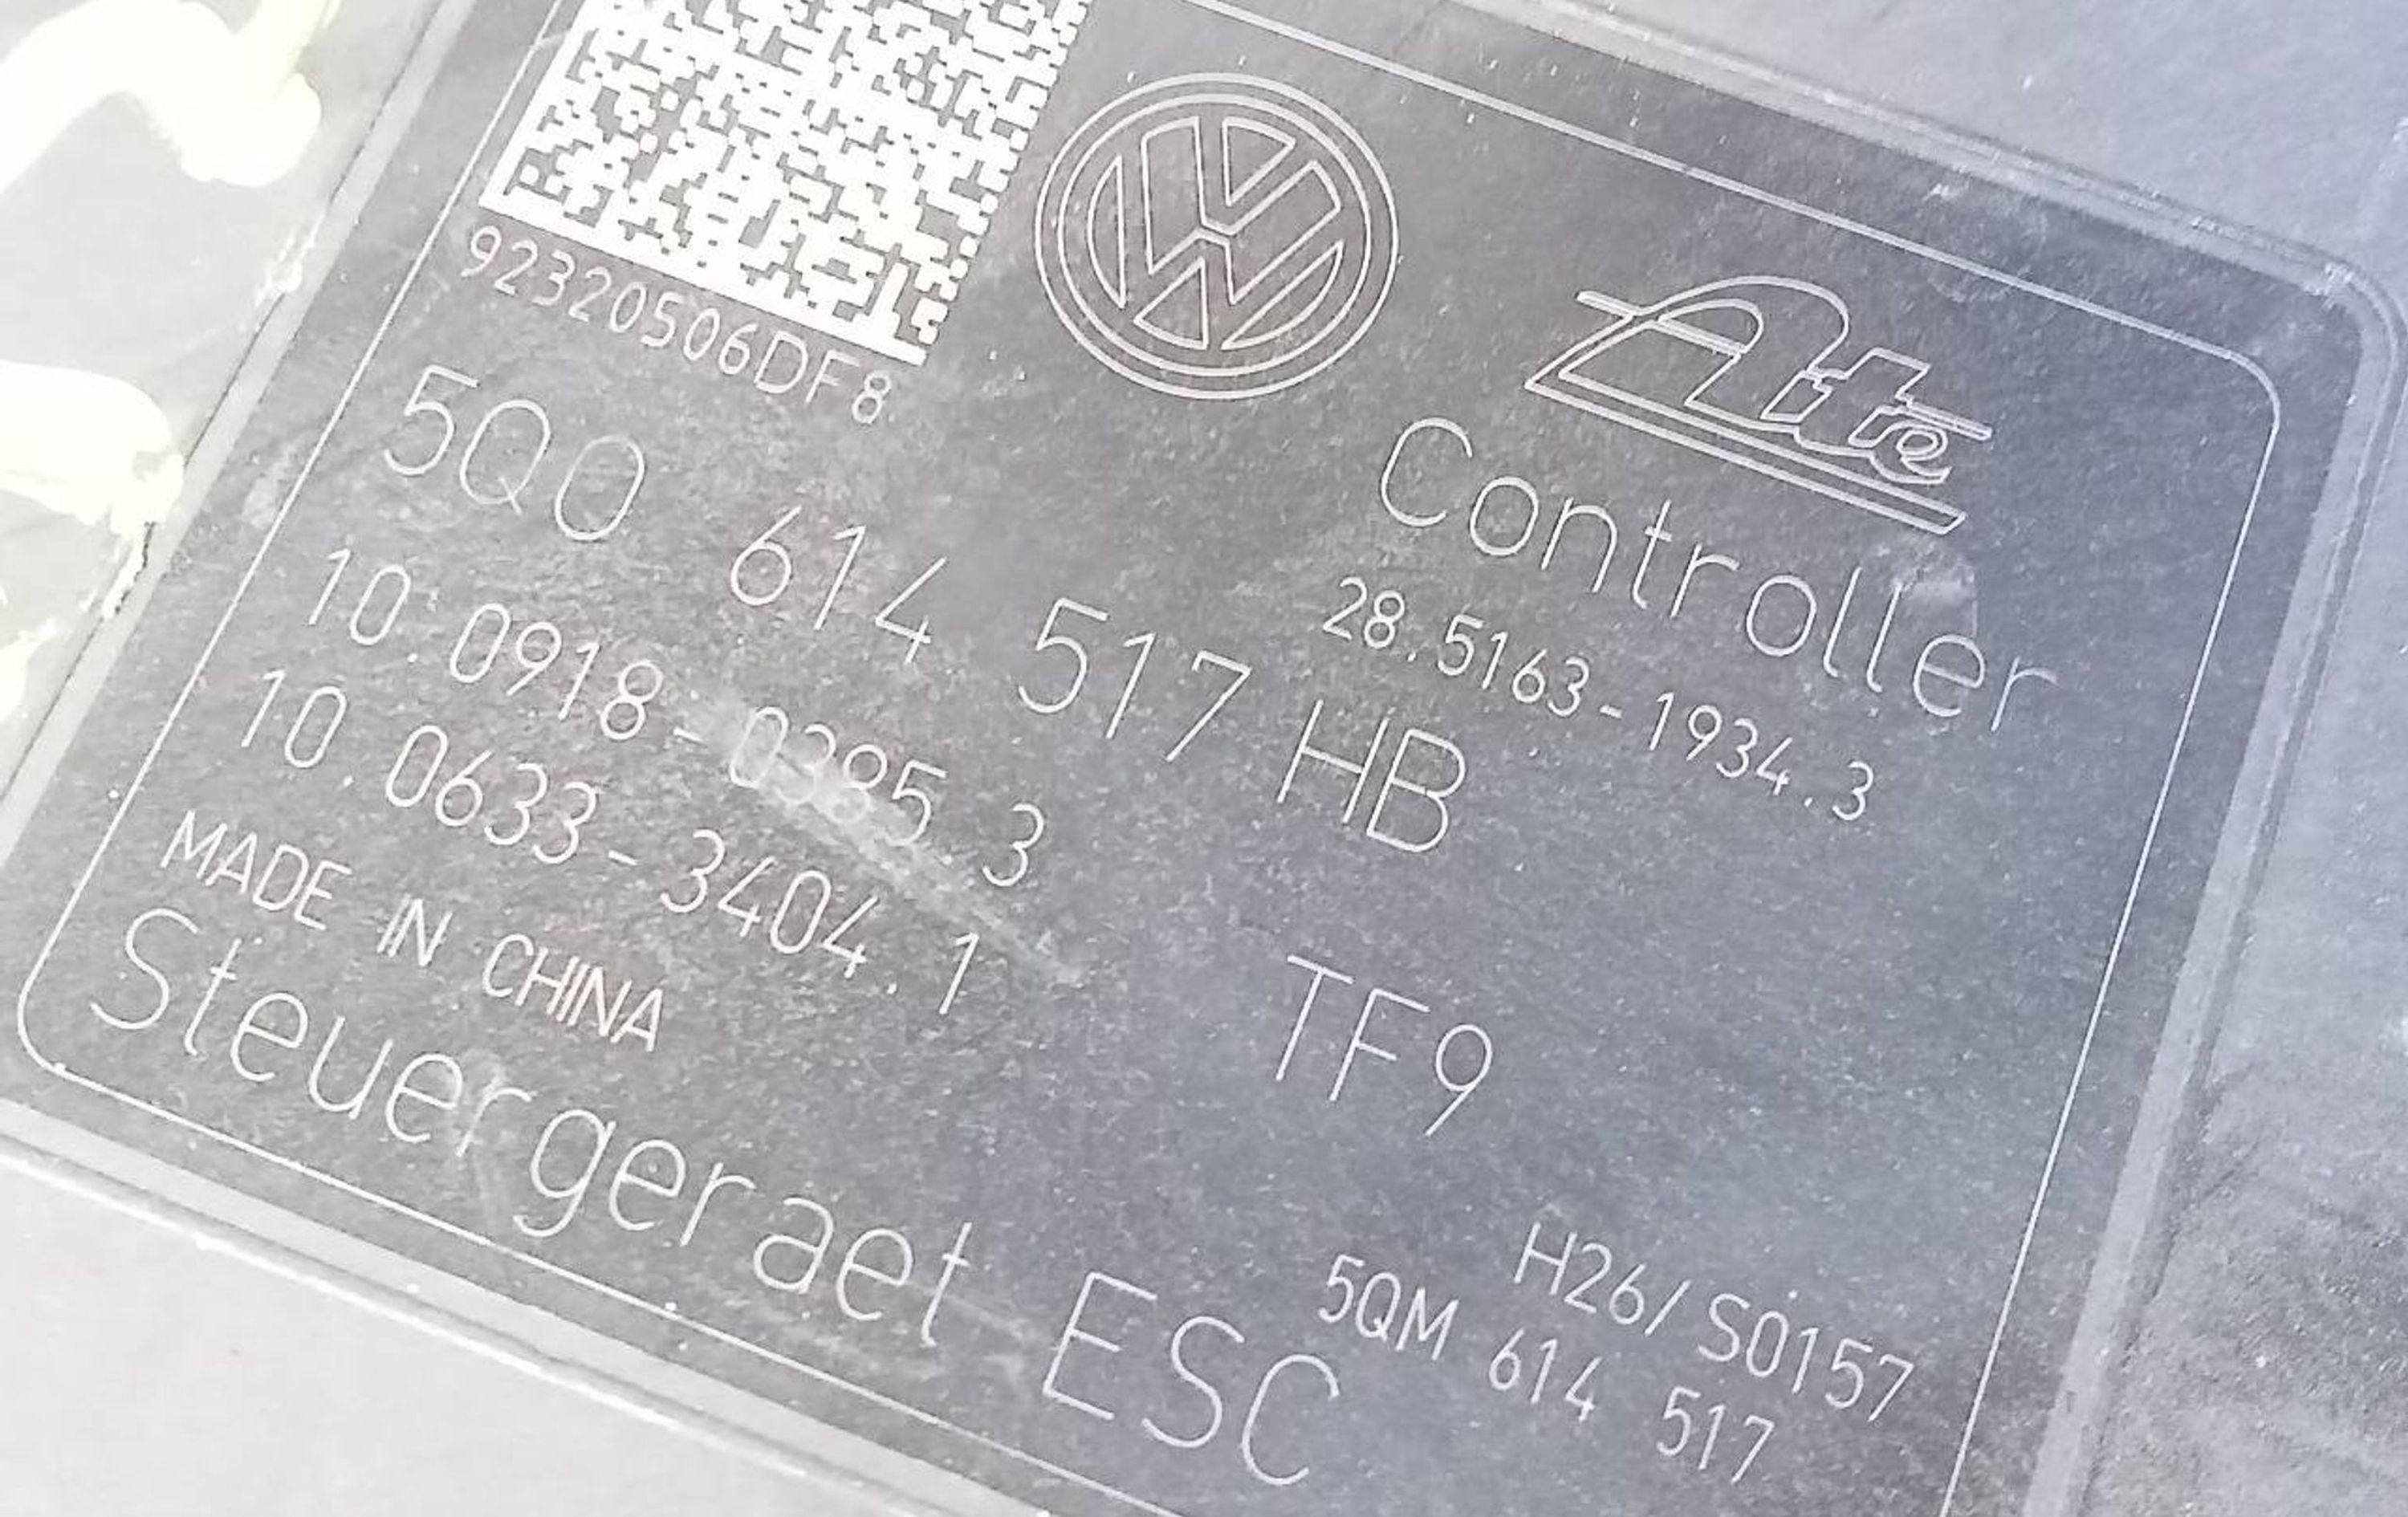 92320506DF8
Ate
Controller
28.5163-1934.3
5Q0 614 517 HB
10.0918-0385.3
10.0633-3404.1
TF9
MADE IN CHINA
Steuergeraet ESC
H26/S0157
5QM 614 517